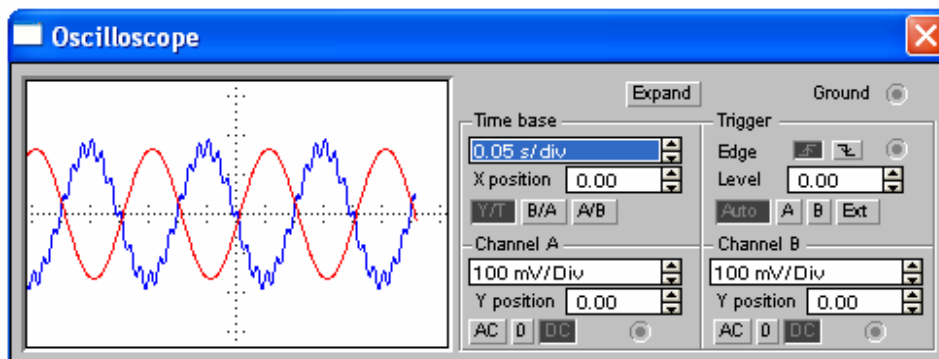 Oscilloscope
Expand
Ground
Time base
0.05 s/div
X position 0.00
Y/T B/A A/B
Trigger
Edge
Level 0.00
Auto A B Ext
Channel A
100 mV/Div
Y position 0.00
AC 0 DC
Channel B
100 mV/Div
Y position 0.00
AC 0 DC